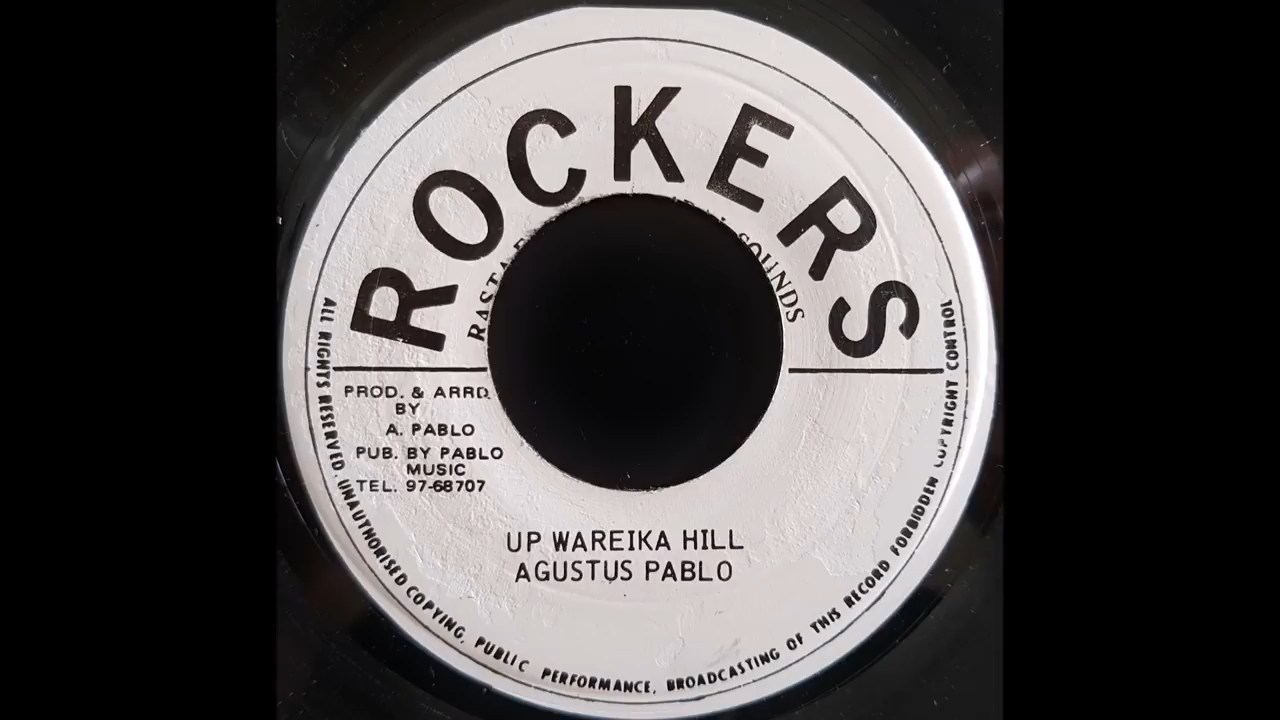 ROCKERS
SOUNDS
PROD. & ARRD.
BY
A. PABLO
PUB. BY PABLO
MUSIC
TEL. 97-68707
UP WAREIKA HILL
AGUSTUS PABLO
ALL RIGHTS RESERVED. UNAUTHORISED COPYING, PUBLIC PERFORMANCE, BROADCASTING OF THIS RECORD FORBIDDEN COPYRIGHT CONTROL